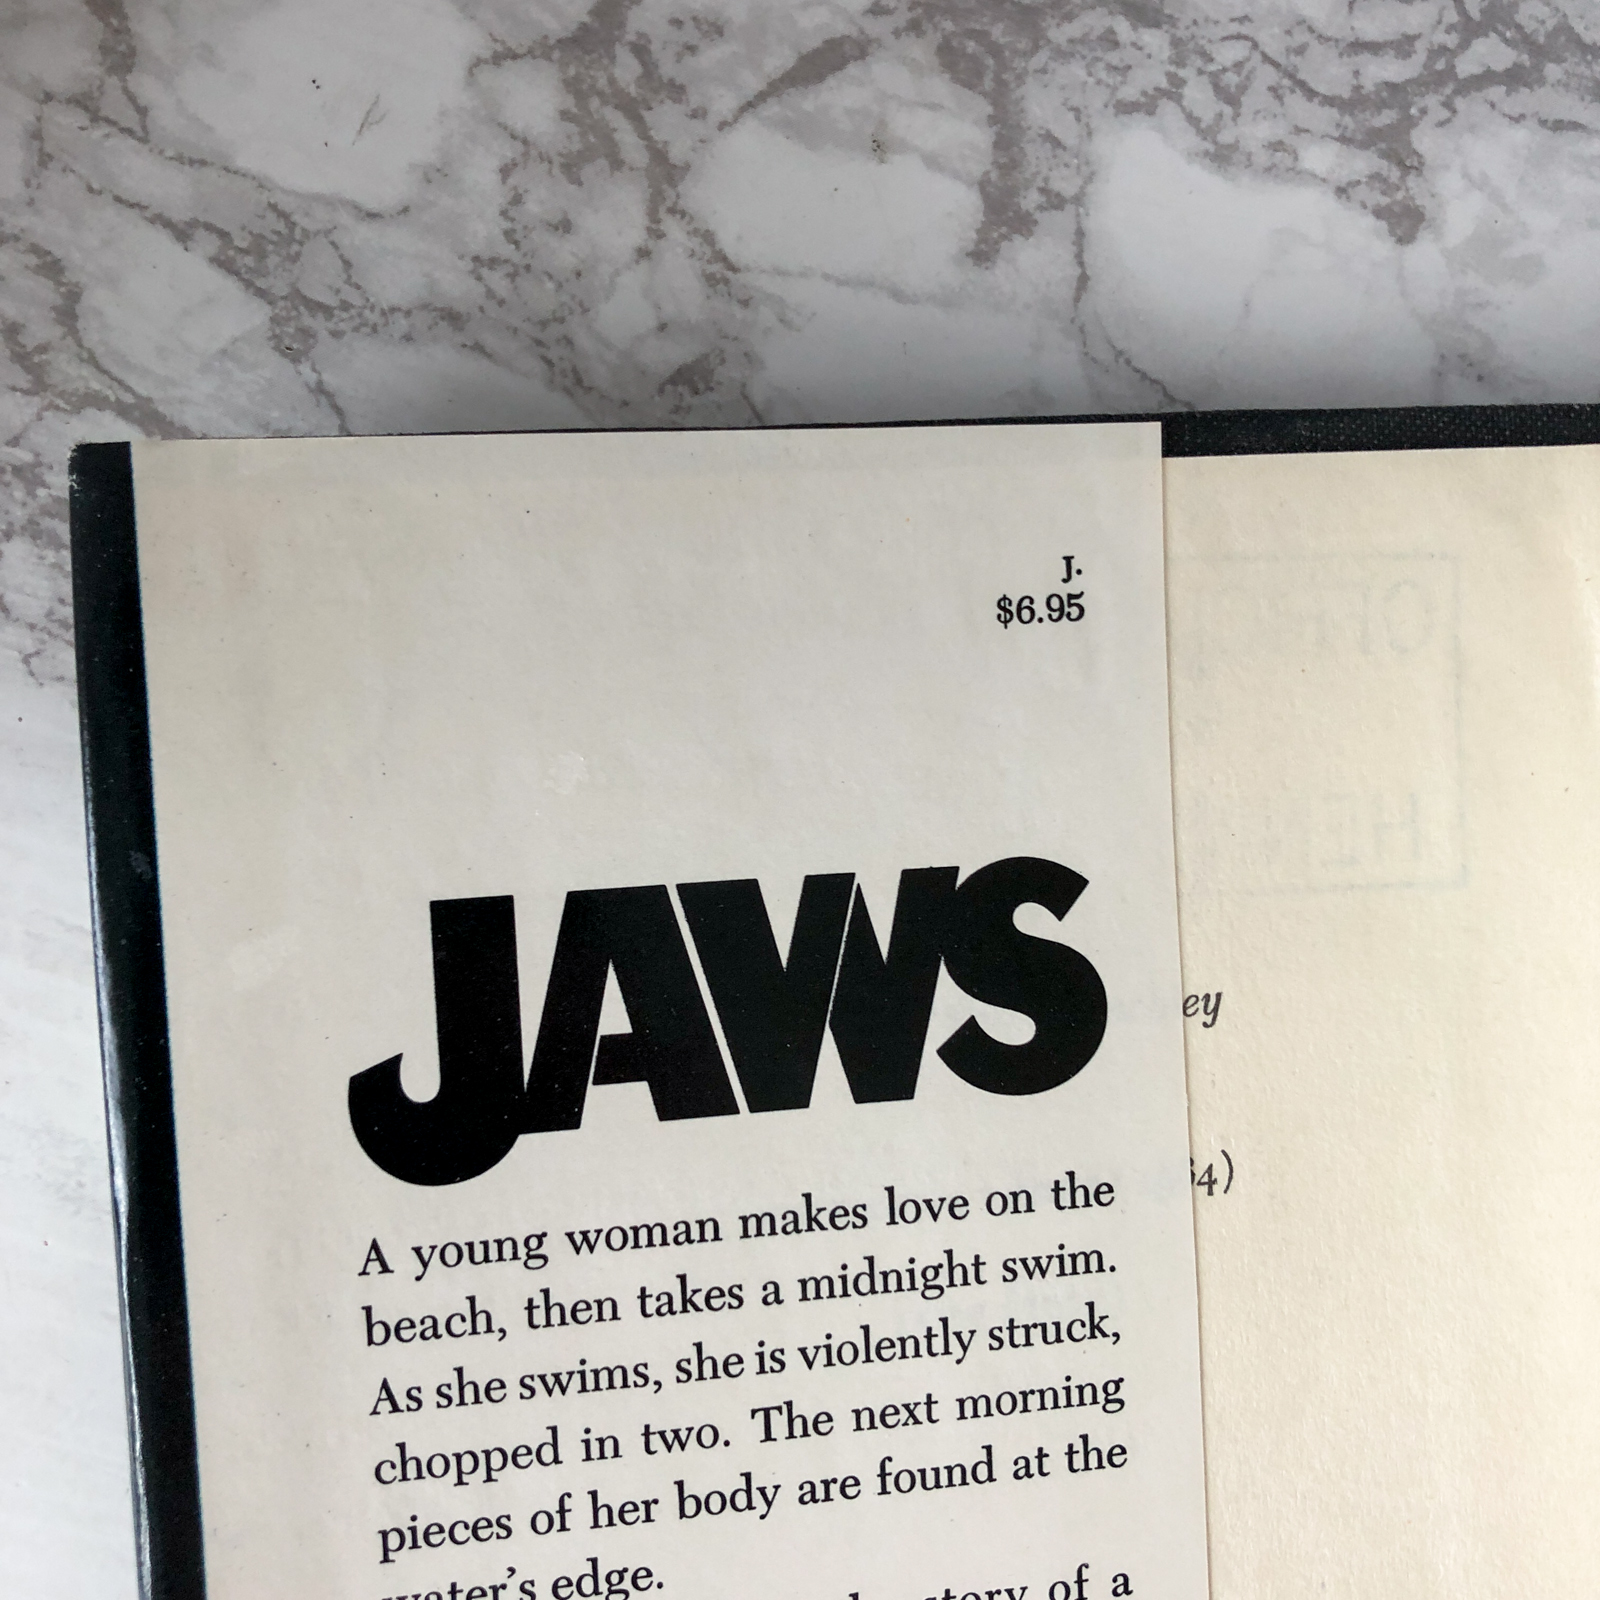 J.
$6.95
JAWS
A young woman makes love on the
beach, then takes a midnight swim.
As she swims, she is violently struck,
chopped in two. The next morning
pieces of her body are found at the
water's edge.
story of a
ey
4)